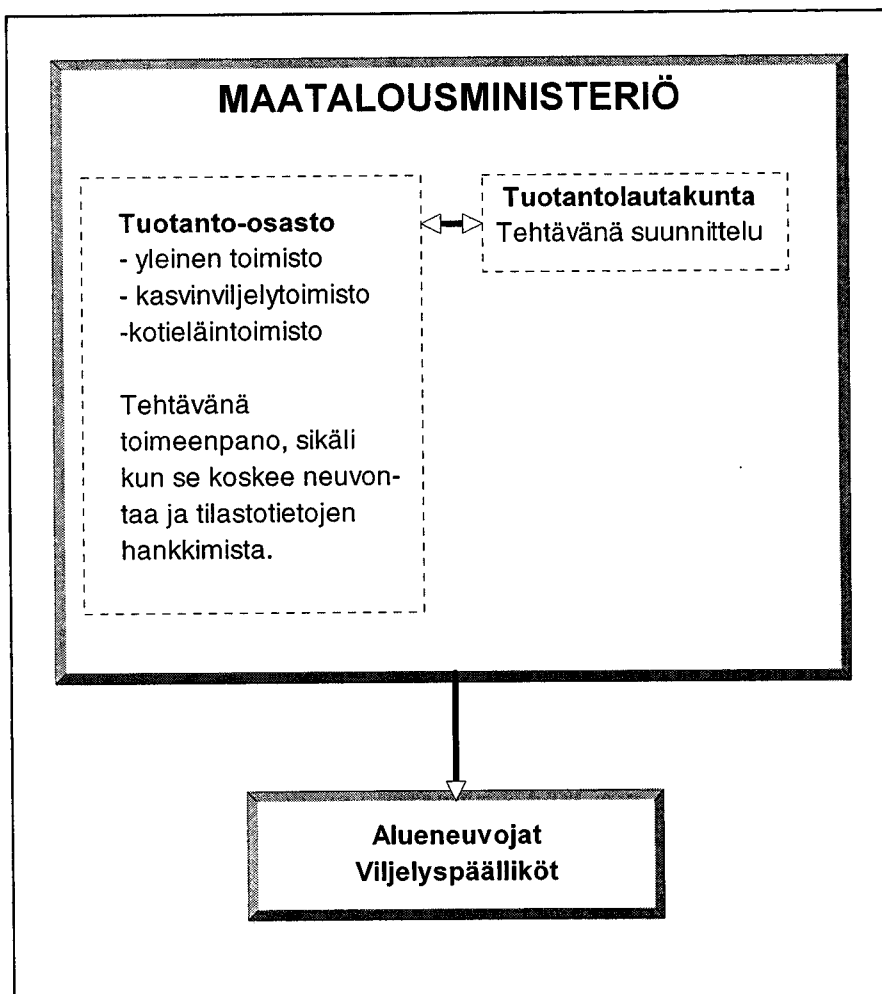 MAATALOUSMINISTERIÖ
Tuotanto-osasto
- yleinen toimisto
- kasvinviljelytoimisto
-kotieläintoimisto
Tehtävänä
toimeenpano, sikäli
kun se koskee neuvon-
taa ja tilastotietojen
hankkimista.
Tuotantolautakunta
Tehtävänä suunnittelu
Alueneuvojat
Viljelyspäälliköt